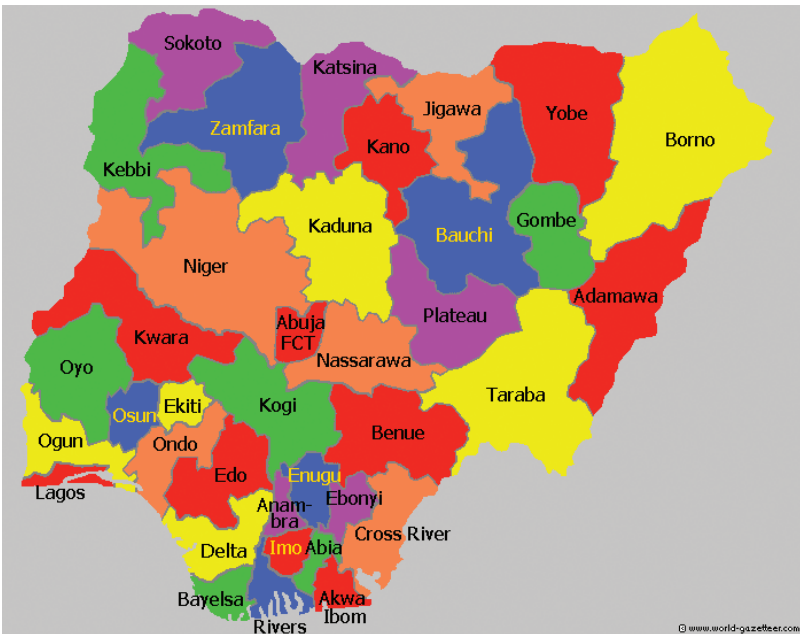 Sokoto
Katsina
Jigawa
Yobe
Zamfara
Borno
Kano
Kebbi
Gombe
Kaduna
Bauchi
Niger
Adamawa
Plateau
Abuja
FCT
Kwara
Nassarawa
Oyo
Taraba
Ekiti
Kogi
Osun
Benue
Ogun
Ondo
Edo
Enugu
Lagos
Anam-
bra
Ebonyi
Cross River
Delta
Imo
Abia
Bayelsa
Akwa
Ibom
Rivers
© www.world-gazetteer.com